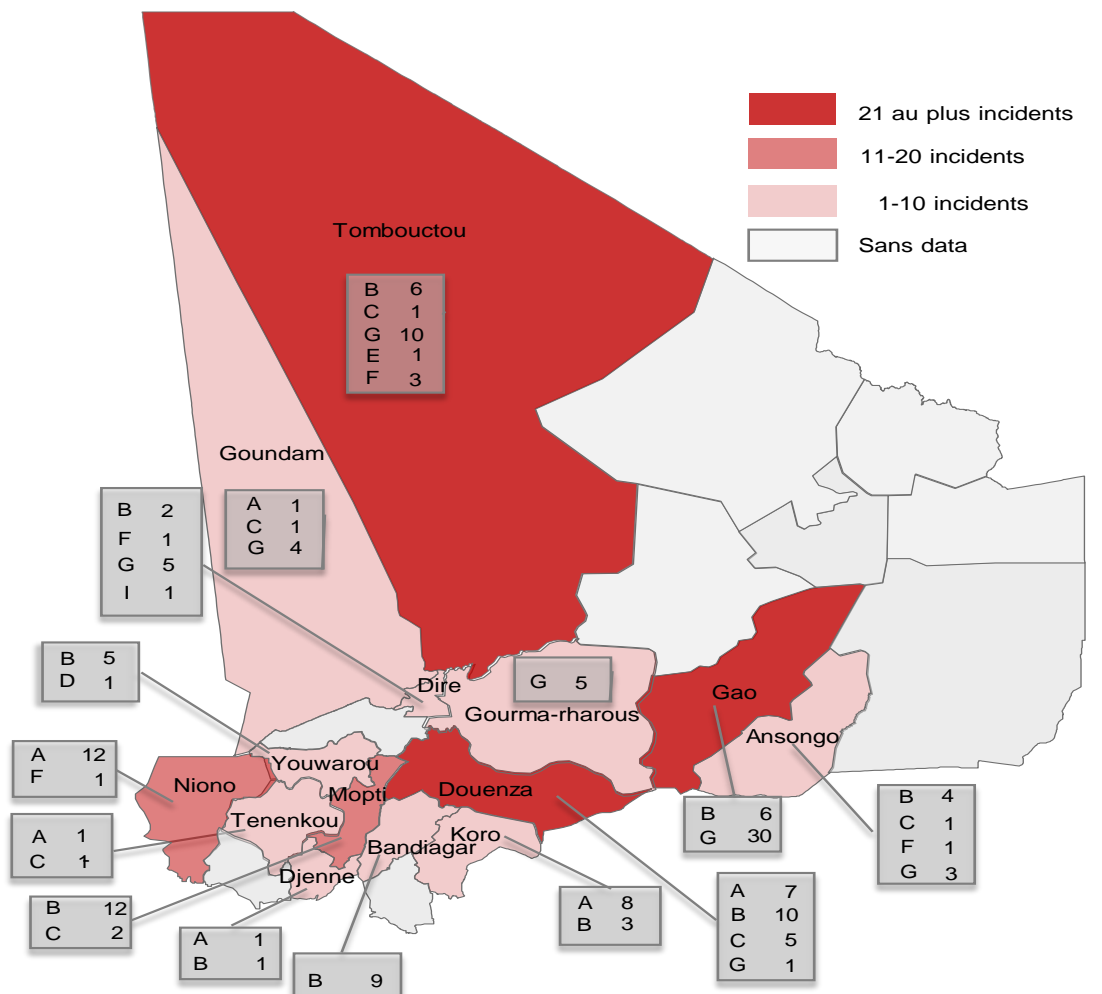 21 au plus incidents
11-20 incidents
1-10 incidents
Sans data
Tombouctou
B 6
C 1
G 10
E 1
F 3
Goundam
A 1
C 1
G 4
B 2
F 1
G 5
I 1
B 5
D 1
Dire
G 5
Gourma-rharous
Gao
Ansongo
A 12
F 1
Niono
Youwarou
Mopti
Douenza
Tenenkou
Koro
Bandiagar
Djenne
A 1
C 1
B 12
C 2
A 1
B 1
B 9
A 8
B 3
B 6
G 30
A 7
B 10
C 5
G 1
B 4
C 1
F 1
G 3